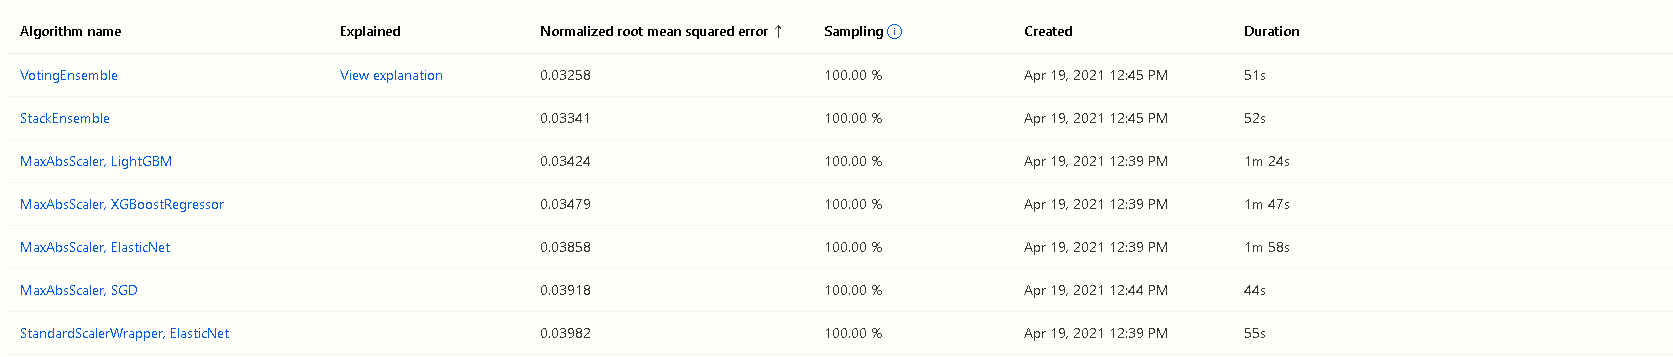 Algorithm name Explained Normalized root mean squared error ↑ Sampling Created Duration
VotingEnsemble View explanation 0.03258 100.00 % Apr 19, 2021 12:45 PM 51s
StackEnsemble 0.03341 100.00 % Apr 19, 2021 12:45 PM 52s
MaxAbsScaler, LightGBM 0.03424 100.00 % Apr 19, 2021 12:39 PM 1m 24s
MaxAbsScaler, XGBoostRegressor 0.03479 100.00 % Apr 19, 2021 12:39 PM 1m 47s
MaxAbsScaler, ElasticNet 0.03858 100.00 % Apr 19, 2021 12:39 PM 1m 58s
MaxAbsScaler, SGD 0.03918 100.00 % Apr 19, 2021 12:44 PM 44s
StandardScalerWrapper, ElasticNet 0.03982 100.00 % Apr 19, 2021 12:39 PM 55s